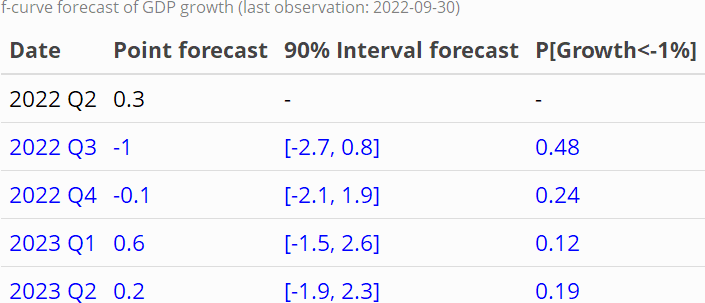 f-curve forecast of GDP growth (last observation: 2022-09-30)
Date Point forecast 90% Interval forecast P[Growth<-1%]
2022 Q2 0.3 - -
2022 Q3 -1 [-2.7, 0.8] 0.48
2022 Q4 -0.1 [-2.1, 1.9] 0.24
2023 Q1 0.6 [-1.5, 2.6] 0.12
2023 Q2 0.2 [-1.9, 2.3] 0.19